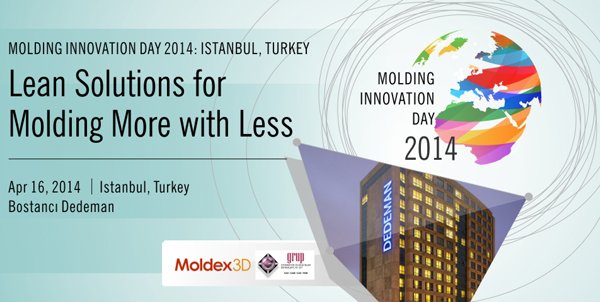 MOLDING INNOVATION DAY 2014: ISTANBUL, TURKEY
Lean Solutions for
Molding More with Less
Apr 16, 2014 | Istanbul, Turkey
Bostancı Dedeman
MOLDING
INNOVATION
DAY
2014
DEDEMAN
Moldex3D
grup